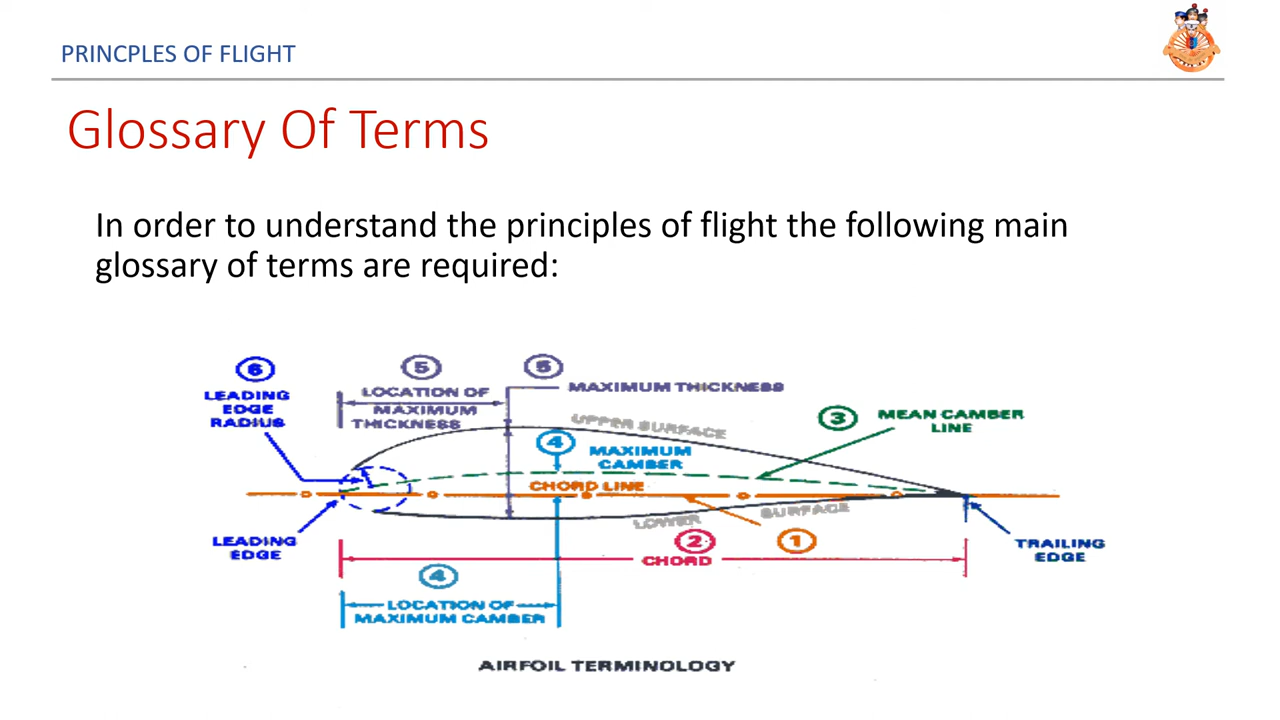 PRINCPLES OF FLIGHT
Glossary Of Terms
In order to understand the principles of flight the following main
glossary of terms are required:
6
LEADING
EDGE
RADIUS
5
LOCATION OF
MAXIMUM
THICKNESS
5
MAXIMUM THICKNESS
UPPER SURFACE
3
MEAN CAMBER
LINE
4
MAXIMUM
CAMBER
CHORD LINE
LOWER SURFACE
LEADING
EDGE
2
CHORD
1
TRAILING
EDGE
4
LOCATION OF
MAXIMUM CAMBER
AIRFOIL TERMINOLOGY